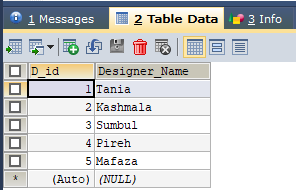 1 Messages 2 Table Data 3 Info
D_id Designer_Name
1 Tania
2 Kashmala
3 Sumbul
4 Pireh
5 Mafaza
* (Auto) (NULL)